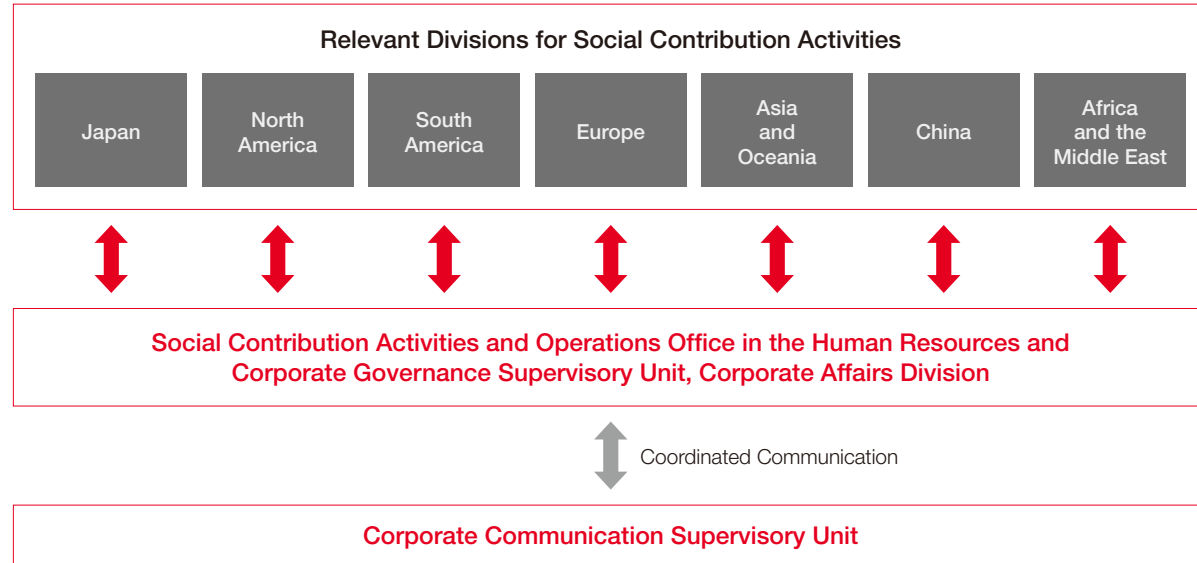 Relevant Divisions for Social Contribution Activities
Japan
North
America
South
America
Europe
Asia
and
Oceania
China
Africa
and the
Middle East
Social Contribution Activities and Operations Office in the Human Resources and
Corporate Governance Supervisory Unit, Corporate Affairs Division
Coordinated Communication
Corporate Communication Supervisory Unit